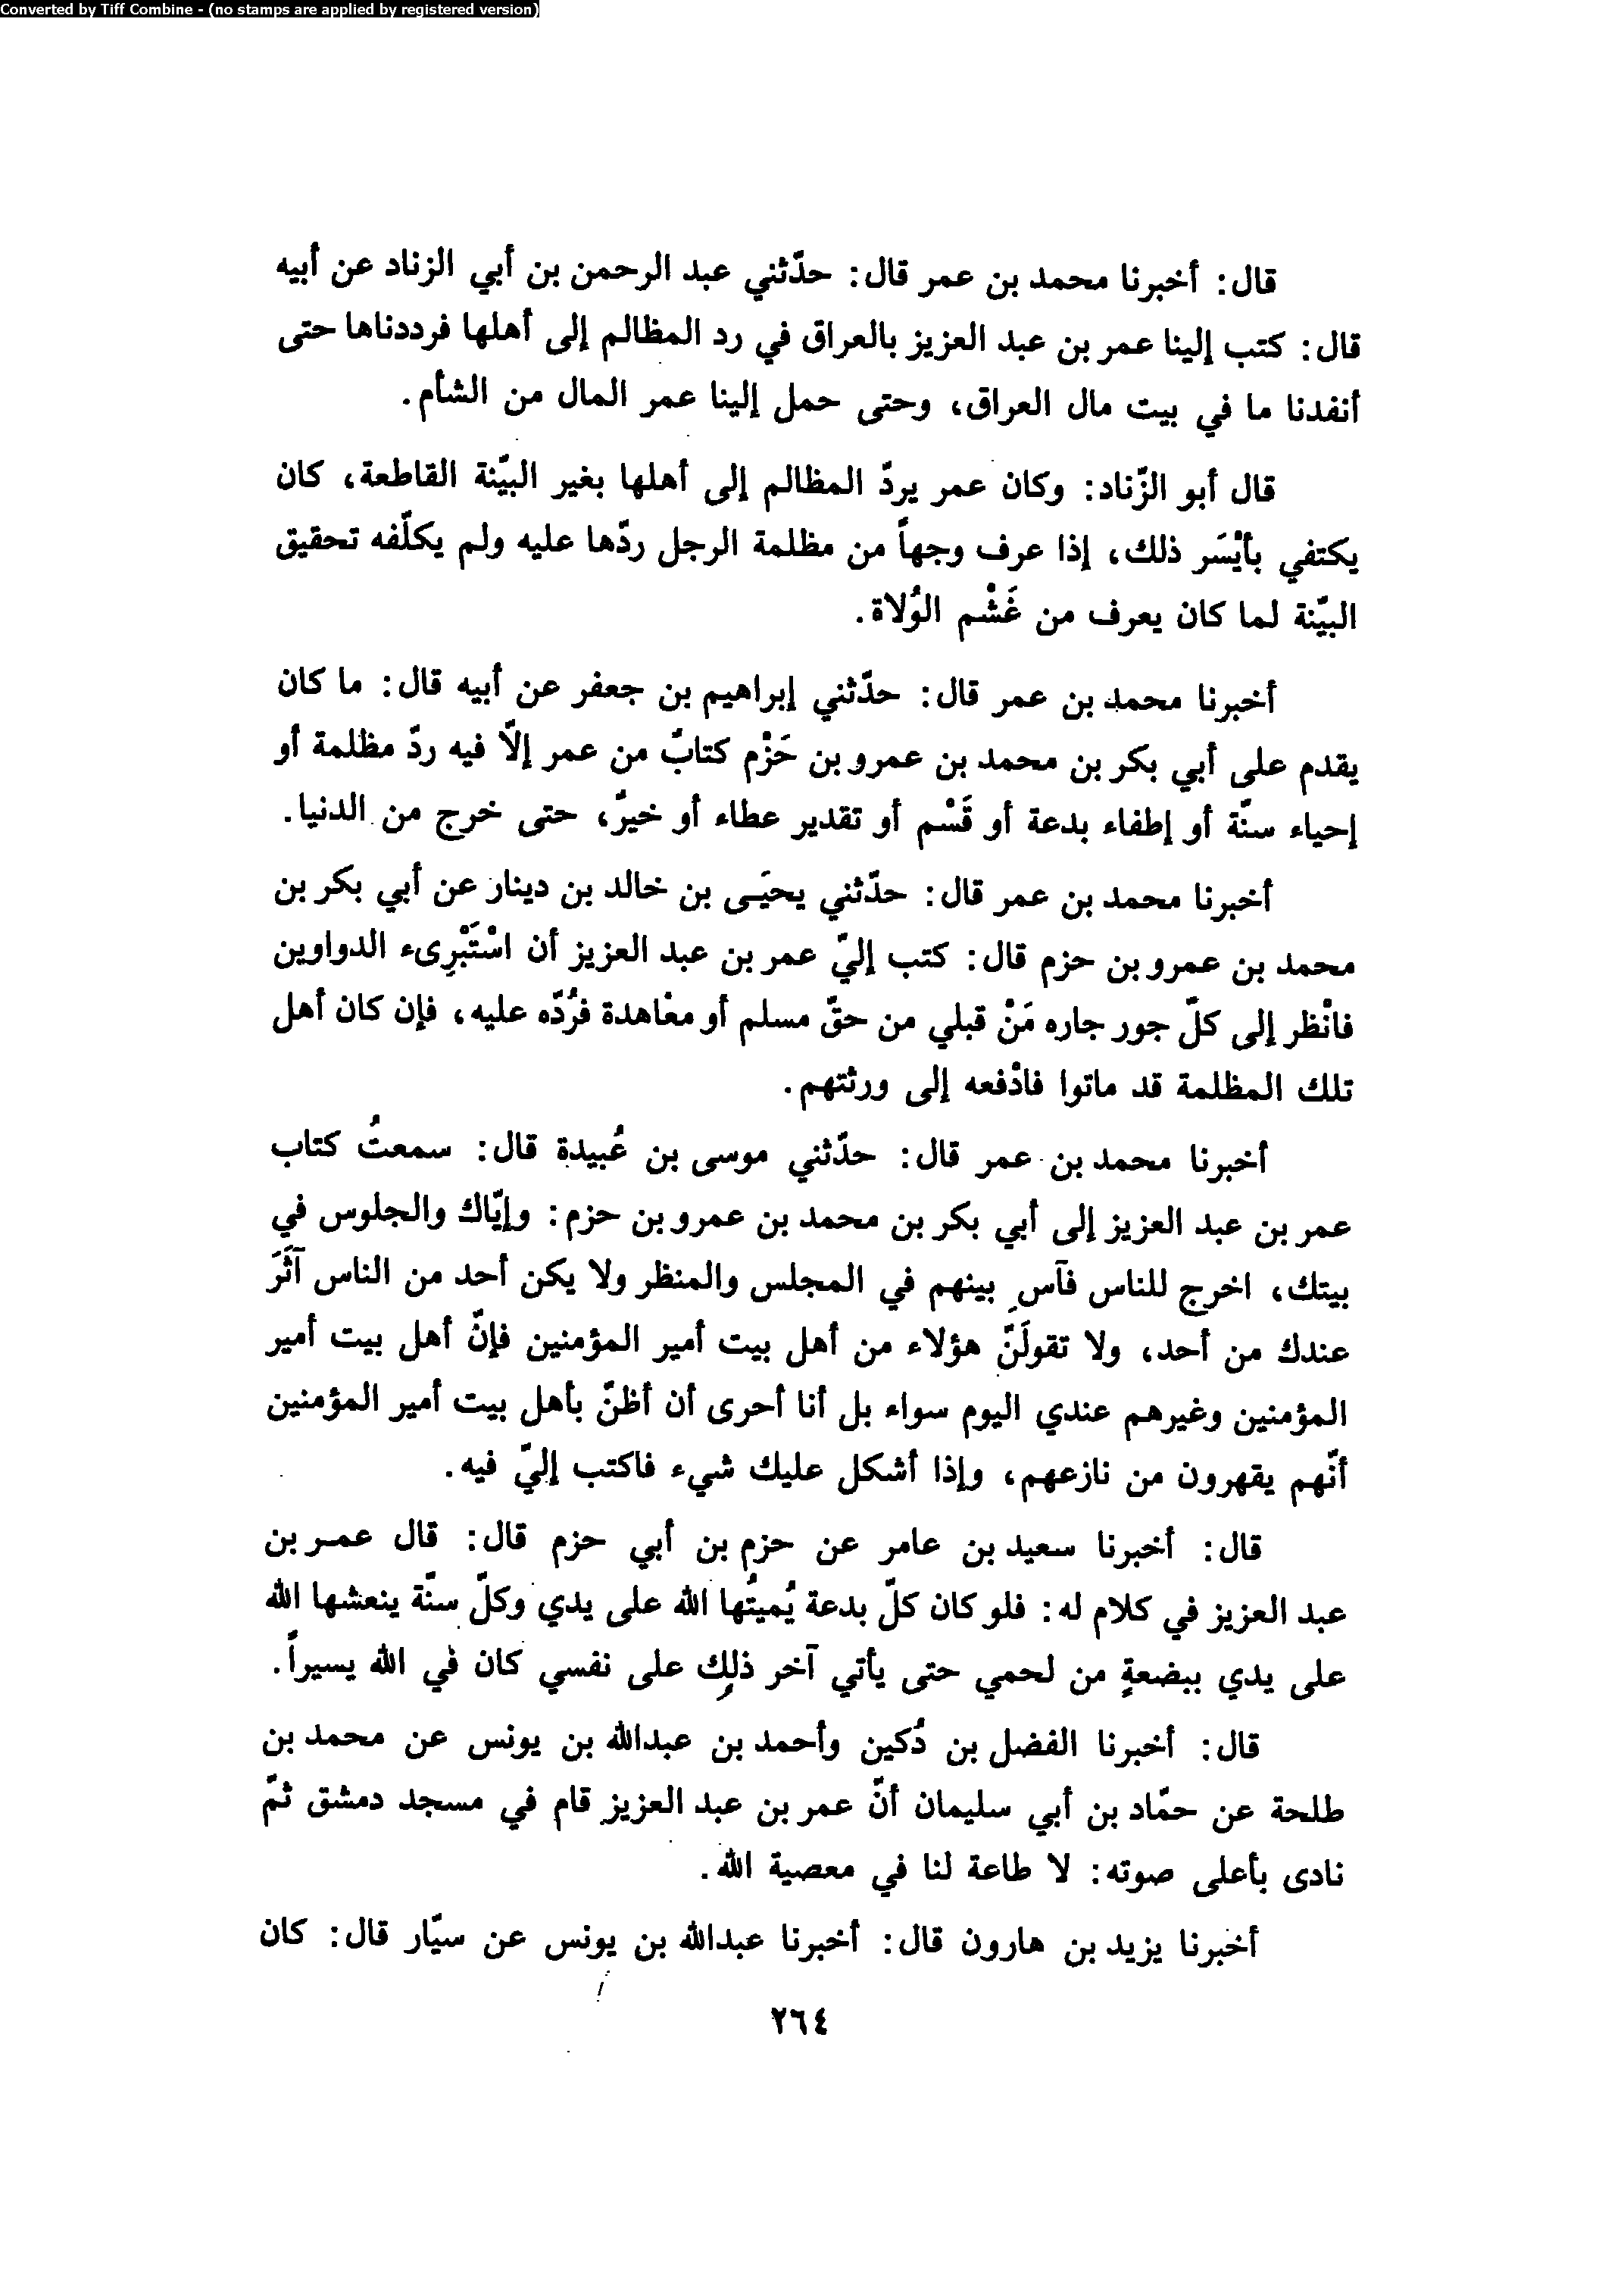 Converted by Tiff Combine - (no stamps are applied by registered version)
قال: أخبرنا محمد بن عمر قال: حدّثني عبد الرحمن بن أبي الزناد عن أبيه
قال: كتب إلينا عمر بن عبد العزيز بالعراق في رد المظالم إلى أهلها فرددناها حتى
أنفدنا ما في بيت مال العراق، وحتى حمل إلينا عمر المال من الشأم.
قال أبو الزّناد: وكان عمر يردّ المظالم إلى أهلها بغير البيّنة القاطعة، كان
يكتفي بأيْسَر ذلك، إذا عرف وجهاً من مظلمة الرجل ردّها عليه ولم يكلّفه تحقيق
البيّنة لما كان يعرف من غَشْم الوُلاة.
أخبرنا محمد بن عمر قال: حدّثني إبراهيم بن جعفر عن أبيه قال: ما كان
يقدم على أبي بكر بن محمد بن عمرو بن حَزْم كتابٌ من عمر إلّا فيه ردّ مظلمة أو
إحياء سنّة أو إطفاء بدعة أو قَسْم أو تقدير عطاء أو خيرٌ، حتى خرج من الدنيا.
أخبرنا محمد بن عمر قال: حدّثني يحيَى بن خالد بن دينار عن أبي بكر بن
محمد بن عمرو بن حزم قال: كتب إليّ عمر بن عبد العزيز أن اسْتَبْرِىء الدواوين
فانْظر إلى كلّ جور جاره مَنْ قبلي من حقّ مسلم أو معْاهدة فرُدّه عليه، فإن كان أهل
تلك المظلمة قد ماتوا فادْفعه إلى ورثتهم.
أخبرنا محمد بن عمر قال: حدّثني موسى بن عُبيدة قال: سمعتُ كتاب
عمر بن عبد العزيز إلى أبي بكر بن محمد بن عمرو بن حزم: وإيّاك والجلوس في
بيتك، اخرج للناس فآسِ بينهم في المجلس والمنظر ولا يكن أحد من الناس آثَرَ
عندك من أحد، ولا تقولَنّ هؤلاء من أهل بيت أمير المؤمنين فإنّ أهل بيت أمير
المؤمنين وغيرهم عندي اليوم سواء بل أنا أحرى أن أظنّ بأهل بيت أمير المؤمنين
أنّهم يقهرون من نازعهم، وإذا أشكل عليك شيء فاكتب إليّ فيه.
قال: أخبرنا سعيد بن عامر عن حزم بن أبي حزم قال: قال عمر بن
عبد العزيز في كلام له: فلو كان كلّ بدعة يُميتُها الله على يدي وكلّ سنّة ينعشها الله
على يدي ببضعةٍ من لحمي حتى يأتي آخر ذلك على نفسي كان في الله يسيراً.
قال: أخبرنا الفضل بن دُكين وأحمد بن عبدالله بن يونس عن محمد بن
طلحة عن حمّاد بن أبي سليمان أنّ عمر بن عبد العزيز قام في مسجد دمشق ثمّ
نادى بأعلى صوته: لا طاعة لنا في معصية الله.
أخبرنا يزيد بن هارون قال: أخبرنا عبدالله بن يونس عن سيّار قال: كان
٢٦٤